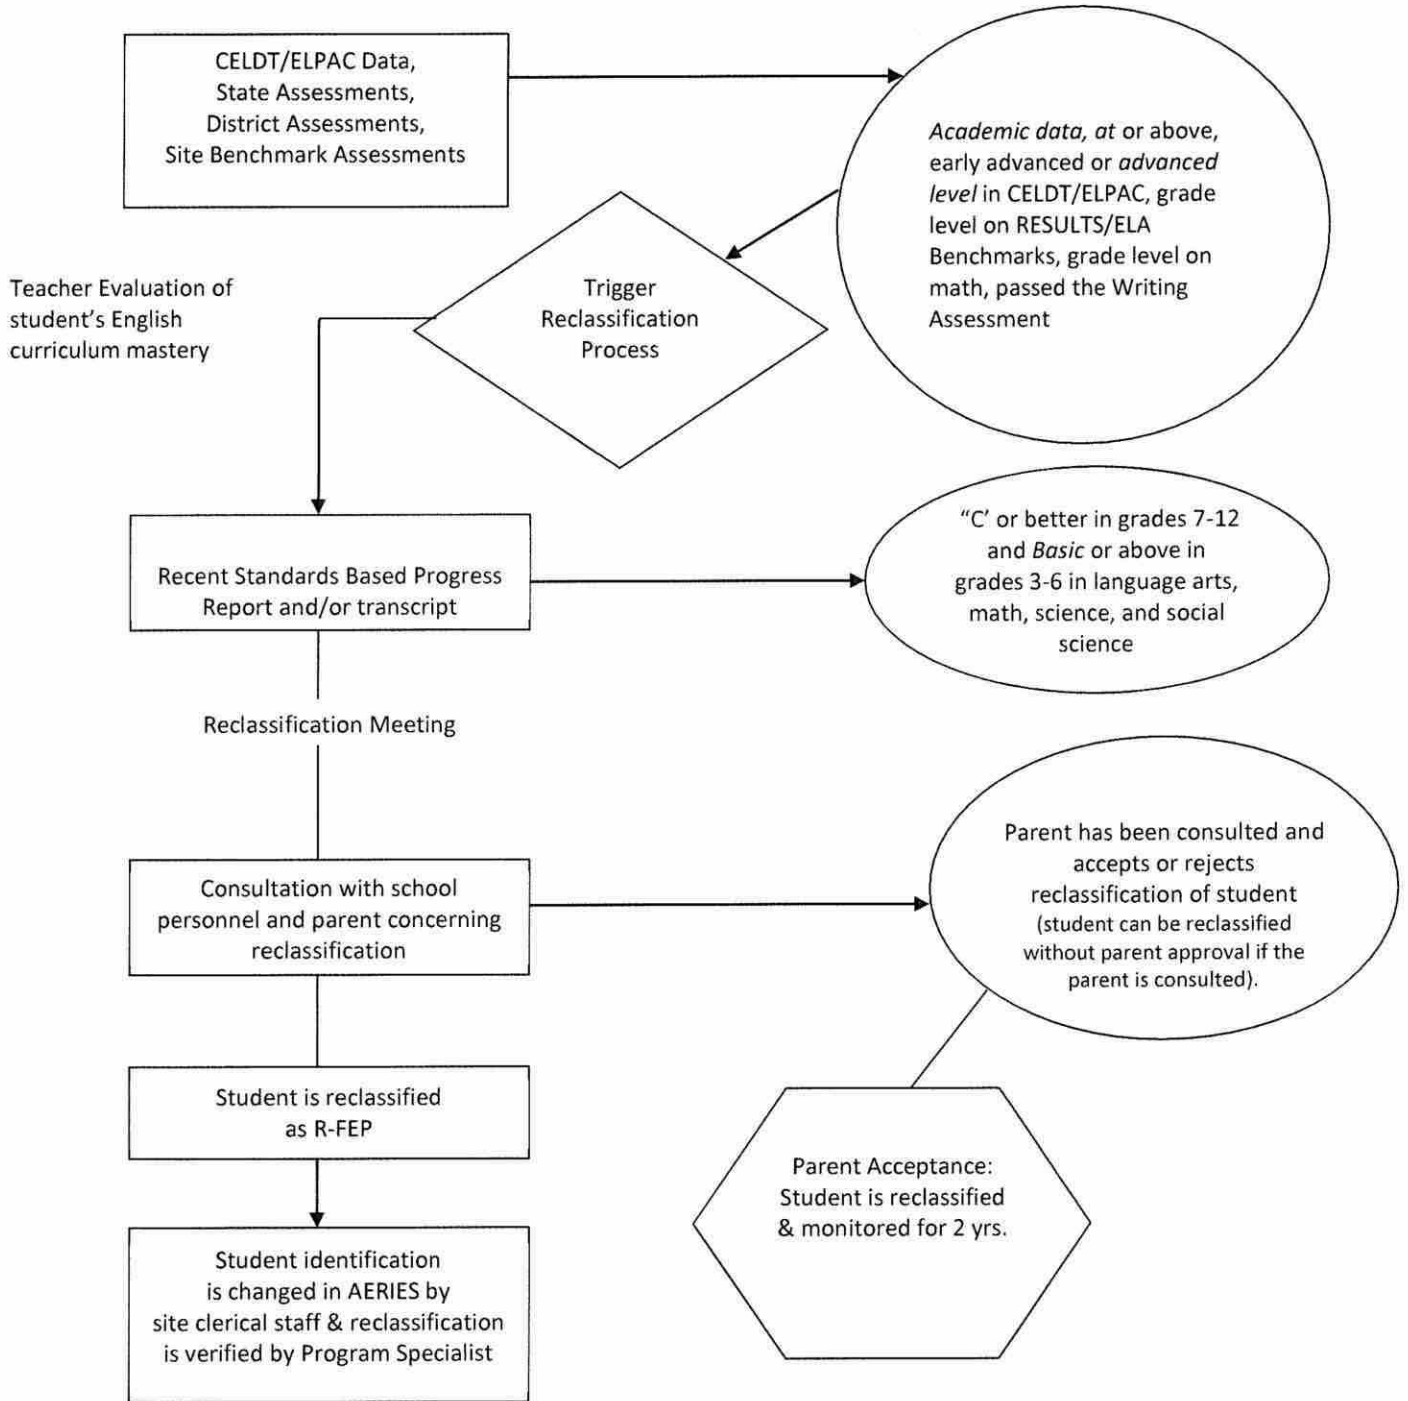 CELDT/ELPAC Data,
State Assessments,
District Assessments,
Site Benchmark Assessments
Academic data, at or above,
early advanced or advanced
level in CELDT/ELPAC, grade
level on RESULTS/ELA
Benchmarks, grade level on
math, passed the Writing
Assessment
Trigger
Reclassification
Process
Teacher Evaluation of
student's English
curriculum mastery
Recent Standards Based Progress
Report and/or transcript
"C' or better in grades 7-12
and Basic or above in
grades 3-6 in language arts,
math, science, and social
science
Reclassification Meeting
Consultation with school
personnel and parent concerning
reclassification
Parent has been consulted and
accepts or rejects
reclassification of student
(student can be reclassified
without parent approval if the
parent is consulted).
Student is reclassified
as R-FEP
Parent Acceptance:
Student is reclassified
& monitored for 2 yrs.
Student identification
is changed in AERIES by
site clerical staff & reclassification
is verified by Program Specialist